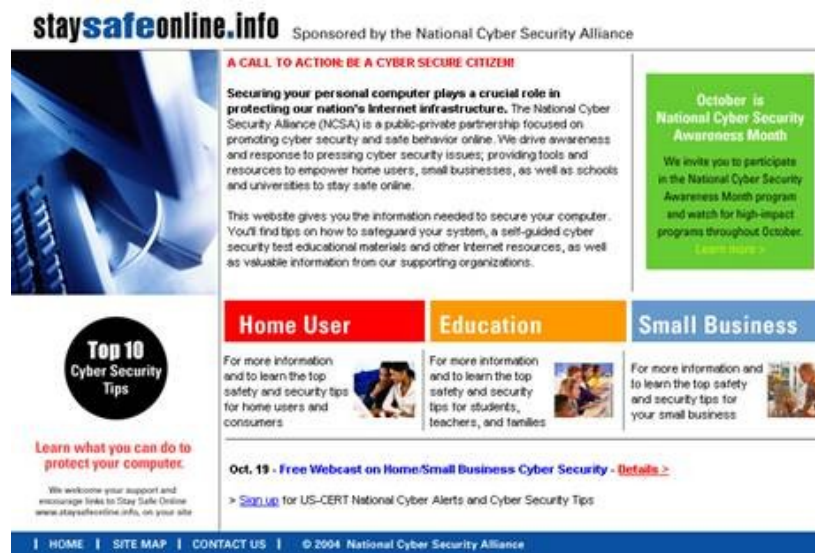 staysafeonline.info Sponsored by the National Cyber Security Alliance
A CALL TO ACTION: BE A CYBER SECURE CITIZEN!
Securing your personal computer plays a crucial role in
protecting our nation's Internet infrastructure. The National Cyber
Security Alliance (NCSA) is a public-private partnership focused on
promoting cyber security and safe behavior online. We drive awareness
and response to pressing cyber security issues; providing tools and
resources to empower home users, small businesses, as well as schools
and universities to stay safe online.
This website gives you the information needed to secure your computer.
You'll find tips on how to safeguard your system, a self-guided cyber
security test educational materials and other Internet resources, as well
as valuable information from our supporting organizations.
October is
National Cyber Security
Awareness Month
We invite you to participate
in the National Cyber Security
Awareness Month program
and watch for high-impact
programs throughout October.
Learn more >
Top 10
Cyber Security
Tips
Learn what you can do to
protect your computer.
We welcome your support and
encourage links to Stay Safe Online
www.staysafeonline.info, on your site
Home User
For more information
and to learn the top
safety and security tips
for home users and
consumers
Education
For more information
and to learn the top
safety and security
tips for students,
teachers, and families
Small Business
For more information and
to learn the top safety
and security tips for
your small business
Oct. 19 - Free Webcast on Home/Small Business Cyber Security - Details >
> Sign up for US-CERT National Cyber Alerts and Cyber Security Tips
| HOME | SITE MAP | CONTACT US | © 2004 National Cyber Security Alliance